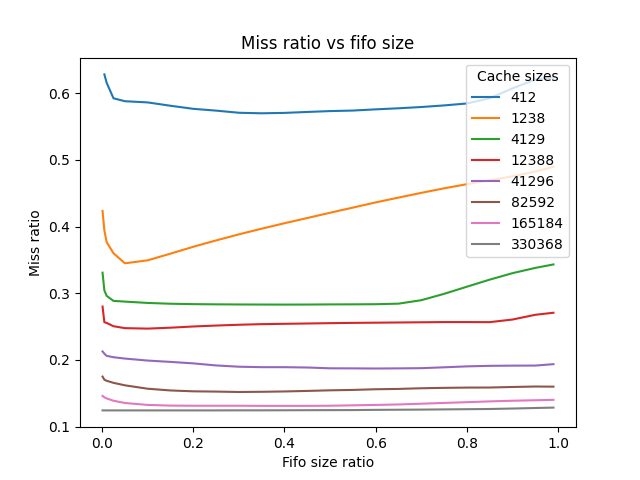 Miss ratio vs fifo size
Miss ratio
0.6
0.5
0.4
0.3
0.2
0.1
Cache sizes
412
1238
4129
12388
41296
82592
165184
330368
0.0 0.2 0.4 0.6 0.8 1.0
Fifo size ratio